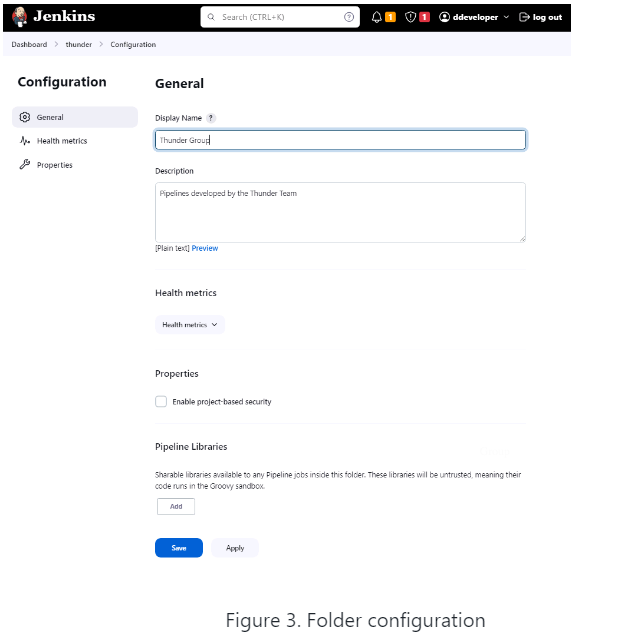 Jenkins
Search (CTRL+K)
?
1
1
ddeveloper
log out
Dashboard > thunder > Configuration
Configuration
General
Health metrics
Properties
General
Display Name ?
Thunder Group
Description
Pipelines developed by the Thunder Team
[Plain text] Preview
Health metrics
Health metrics
Properties
Enable project-based security
Pipeline Libraries
Sharable libraries available to any Pipeline jobs inside this folder. These libraries will be untrusted, meaning their
code runs in the Groovy sandbox.
Add
Save
Apply
Figure 3. Folder configuration